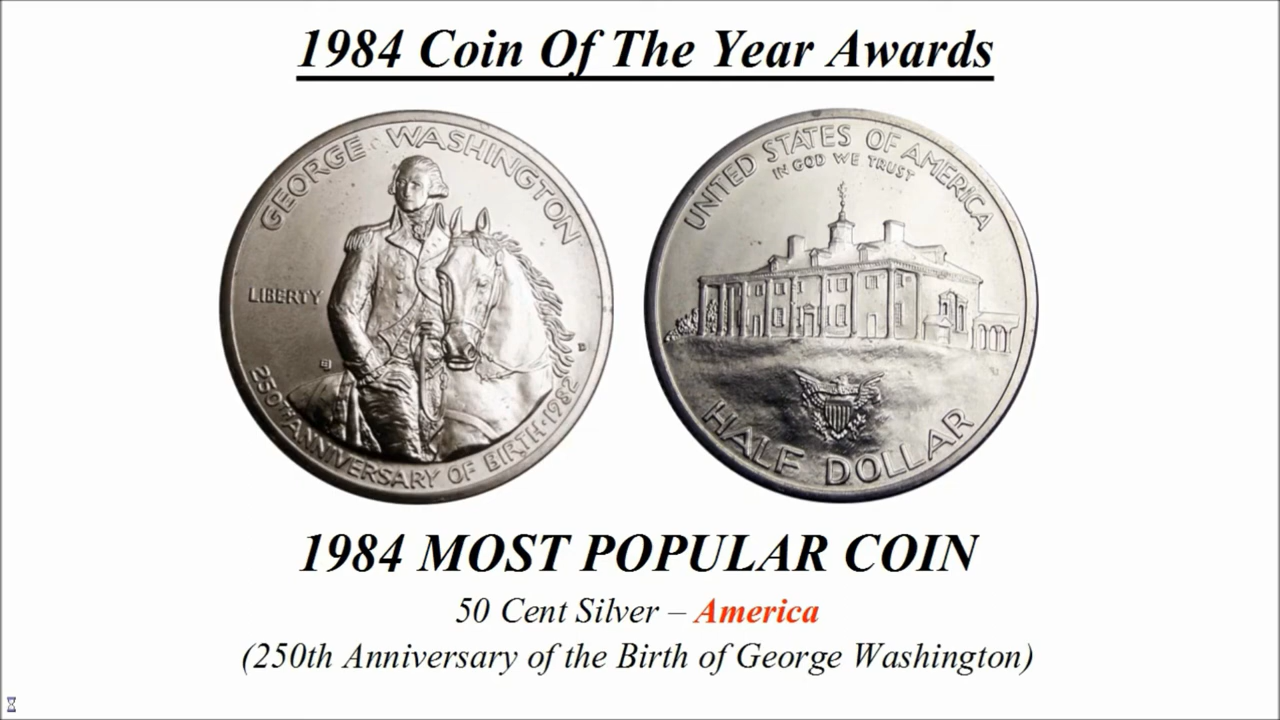 1984 Coin Of The Year Awards
GEORGE WASHINGTON
LIBERTY
250TH ANNIVERSARY OF BIRTH·1982
UNITED STATES OF AMERICA
IN GOD WE TRUST
HALF DOLLAR
1984 MOST POPULAR COIN
50 Cent Silver – America
(250th Anniversary of the Birth of George Washington)